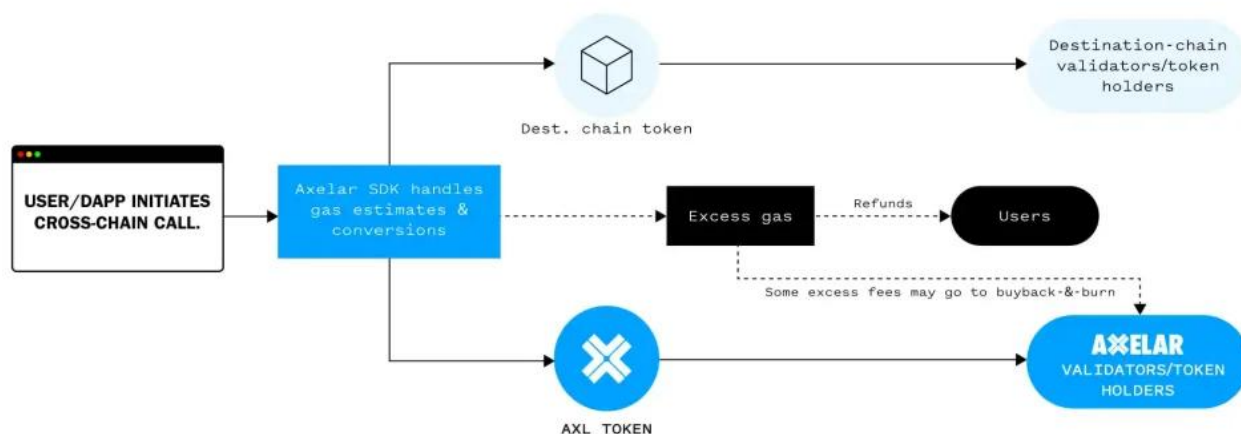 Destination-chain
validators/token
holders
Dest. chain token
USER/DAPP INITIATES
CROSS-CHAIN CALL.
Axelar SDK handles
gas estimates &
conversions
Excess gas
Refunds
Users
Some excess fees may go to buyback-&-burn
AXELAR
VALIDATORS/TOKEN
HOLDERS
AXL TOKEN